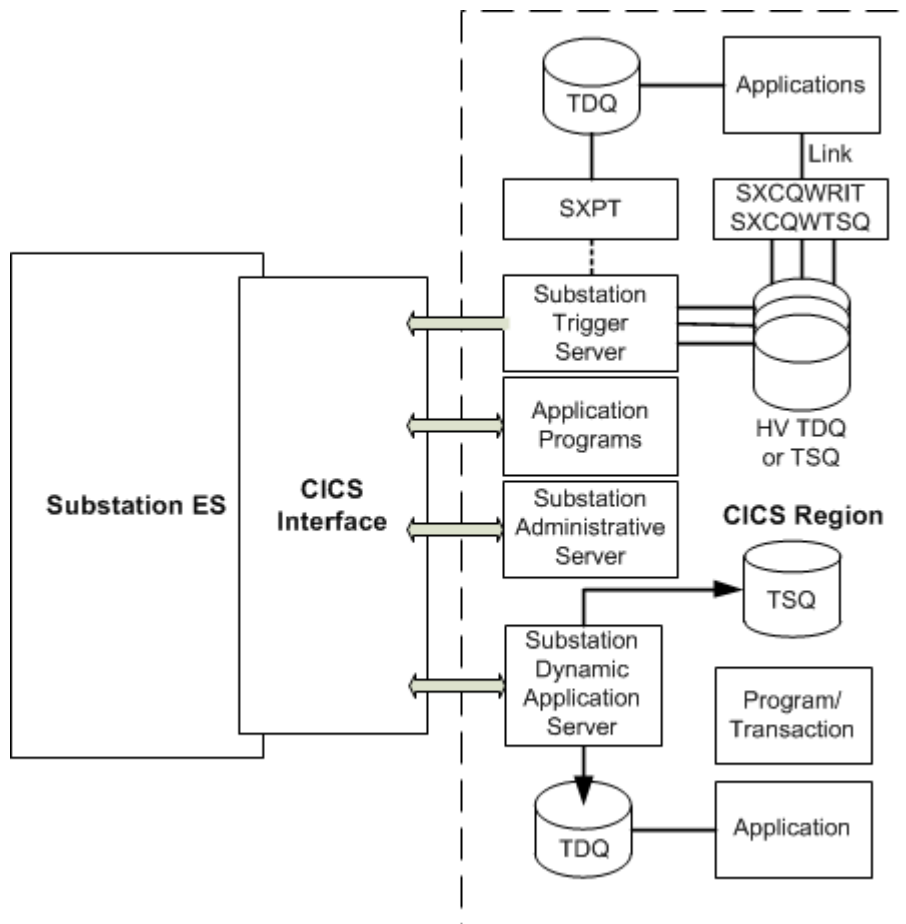 TDQ
Applications
Link
SXPT
SXCQWRIT
SXCQWTSQ
Substation
Trigger
Server
HV TDQ
or TSQ
Application
Programs
Substation ES
CICS
Interface
Substation
Administrative
Server
CICS Region
TSQ
Substation
Dynamic
Application
Server
Program/
Transaction
TDQ
Application